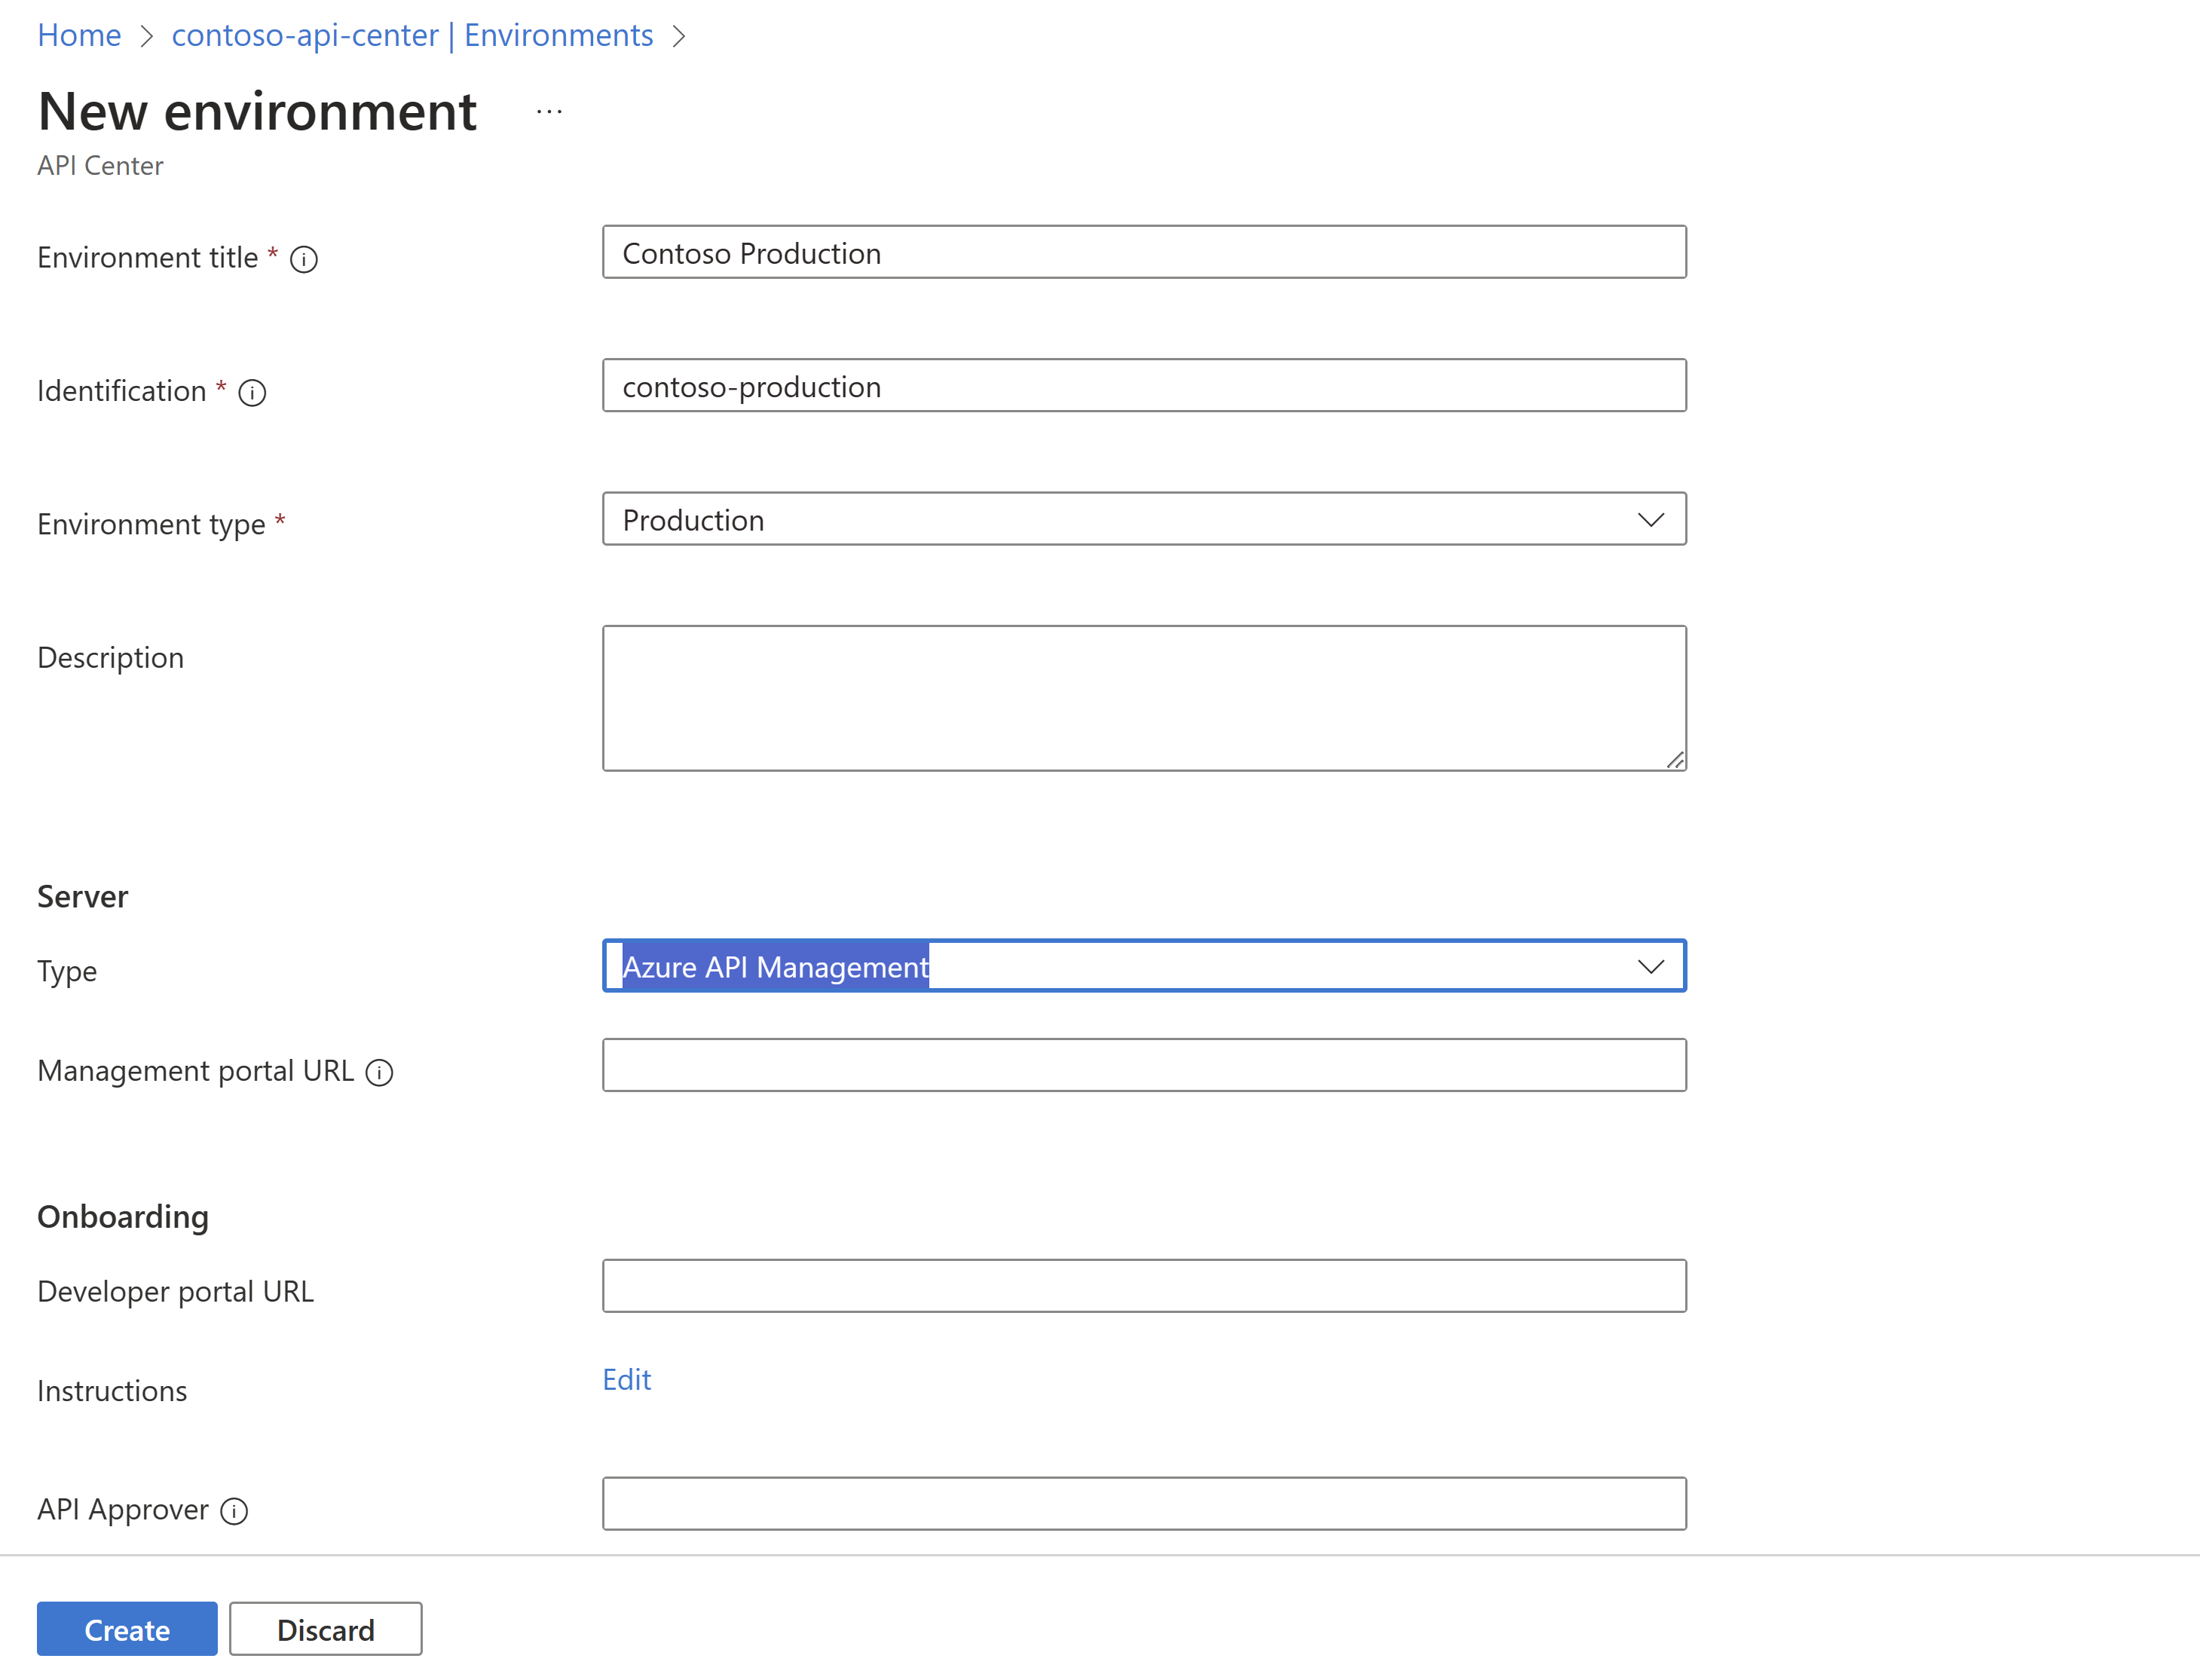 Home > contoso-api-center | Environments >
New environment ...
API Center
Environment title *
Contoso Production
Identification *
contoso-production
Environment type *
Production
Description
Server
Type
Azure API Management
Management portal URL
Onboarding
Developer portal URL
Instructions
Edit
API Approver
Create
Discard